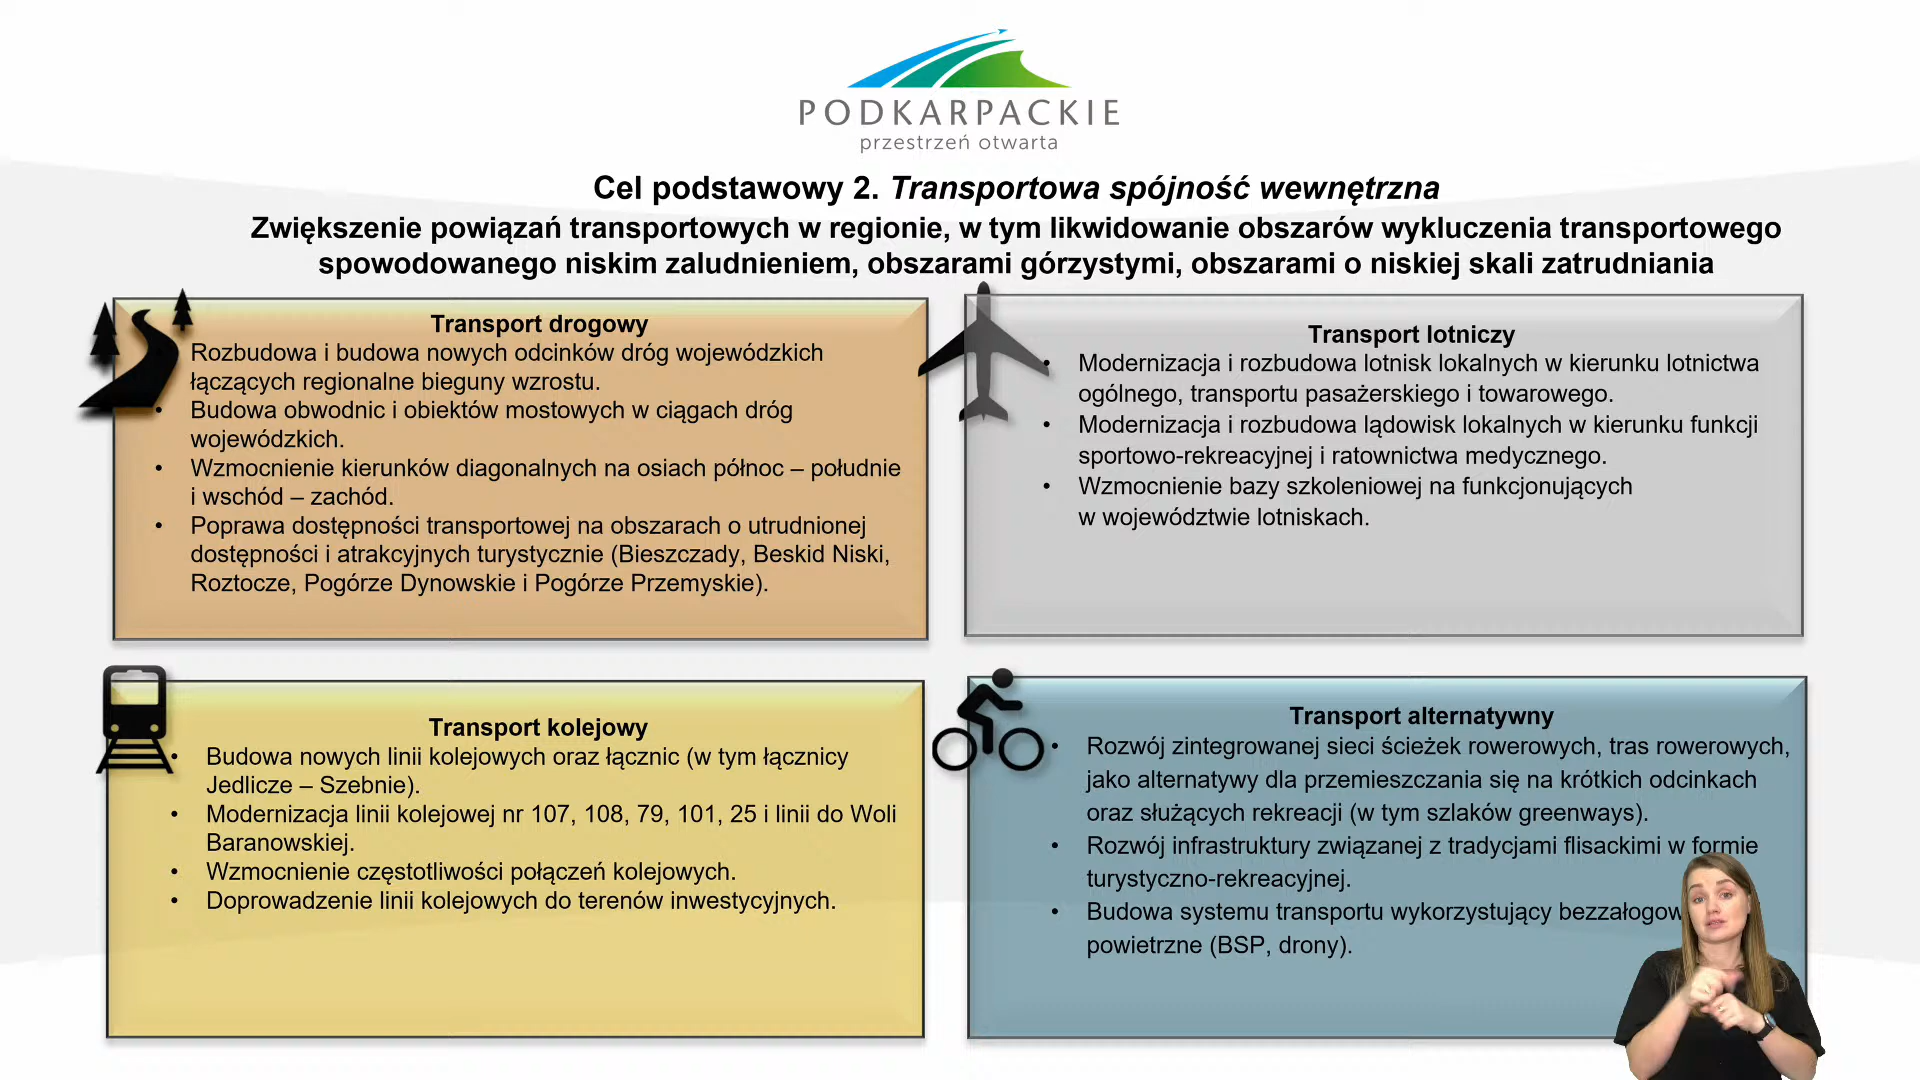 PODKARPACKIE
przestrzeń otwarta
Cel podstawowy 2. Transportowa spójność wewnętrzna
Zwiększenie powiązań transportowych w regionie, w tym likwidowanie obszarów wykluczenia transportowego
spowodowanego niskim zaludnieniem, obszarami górzystymi, obszarami o niskiej skali zatrudniania
Transport drogowy
Rozbudowa i budowa nowych odcinków dróg wojewódzkich
łączących regionalne bieguny wzrostu.
• Budowa obwodnic i obiektów mostowych w ciągach dróg
wojewódzkich.
• Wzmocnienie kierunków diagonalnych na osiach północ – południe
i wschód – zachód.
• Poprawa dostępności transportowej na obszarach o utrudnionej
dostępności i atrakcyjnych turystycznie (Bieszczady, Beskid Niski,
Roztocze, Pogórze Dynowskie i Pogórze Przemyskie).
Transport lotniczy
• Modernizacja i rozbudowa lotnisk lokalnych w kierunku lotnictwa
ogólnego, transportu pasażerskiego i towarowego.
• Modernizacja i rozbudowa lądowisk lokalnych w kierunku funkcji
sportowo-rekreacyjnej i ratownictwa medycznego.
• Wzmocnienie bazy szkoleniowej na funkcjonujących
w województwie lotniskach.
Transport kolejowy
• Budowa nowych linii kolejowych oraz łącznic (w tym łącznicy
Jedlicze – Szebnie).
• Modernizacja linii kolejowej nr 107, 108, 79, 101, 25 i linii do Woli
Baranowskiej.
• Wzmocnienie częstotliwości połączeń kolejowych.
• Doprowadzenie linii kolejowych do terenów inwestycyjnych.
Transport alternatywny
• Rozwój zintegrowanej sieci ścieżek rowerowych, tras rowerowych,
jako alternatywy dla przemieszczania się na krótkich odcinkach
oraz służących rekreacji (w tym szlaków greenways).
• Rozwój infrastruktury związanej z tradycjami flisackimi w formie
turystyczno-rekreacyjnej.
• Budowa systemu transportu wykorzystujący
powietrzne (BSP, drony).